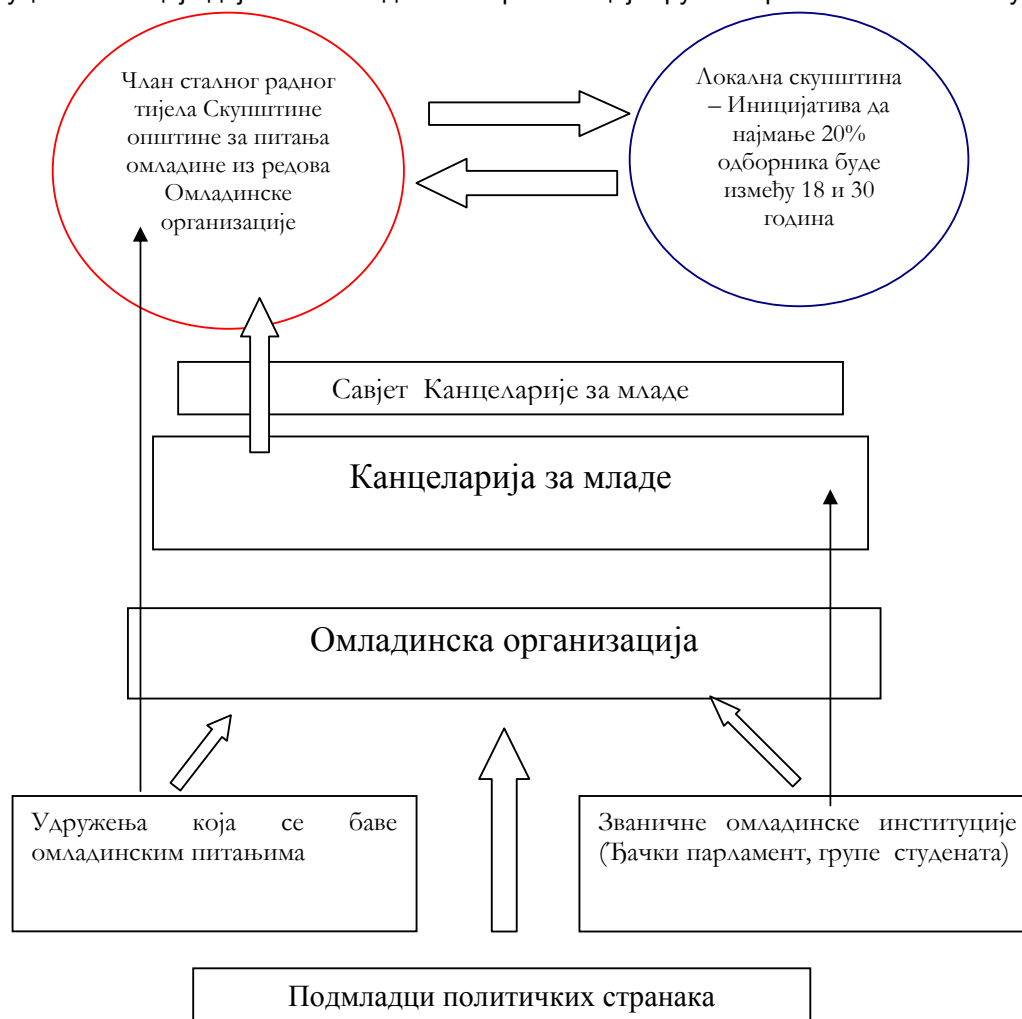 Члан сталног радног
тијела Скупштине
општине за питања
омладине из редова
Омладинске
организације
Локална скупштина
– Иницијатива да
најмање 20%
одборника буде
између 18 и 30
година
Савјет Канцеларије за младе
Канцеларија за младе
Омладинска организација
Удружења која се баве
омладинским питањима
Званичне омладинске институције
(Ђачки парламент, групе студената)
Подмладци политичких странака